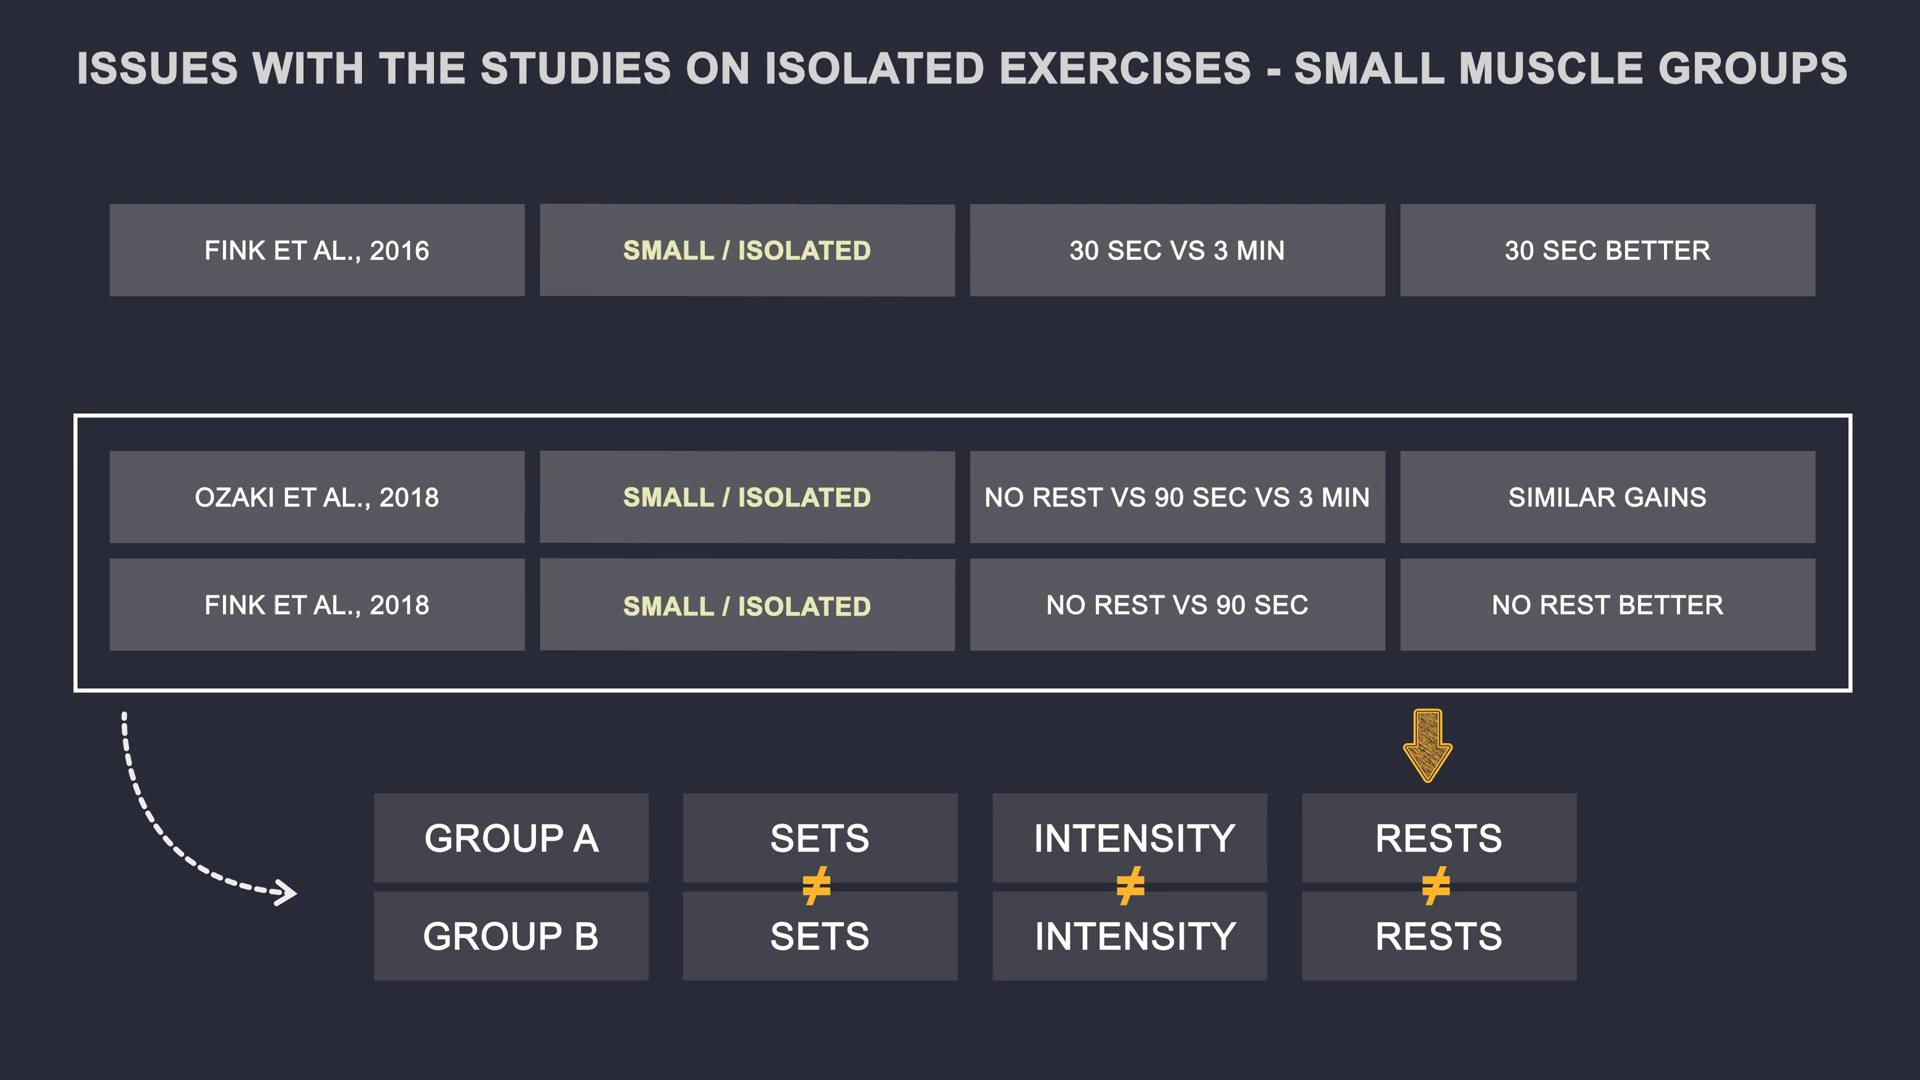 ISSUES WITH THE STUDIES ON ISOLATED EXERCISES - SMALL MUSCLE GROUPS
FINK ET AL., 2016 SMALL / ISOLATED 30 SEC VS 3 MIN 30 SEC BETTER
OZAKI ET AL., 2018 SMALL / ISOLATED NO REST VS 90 SEC VS 3 MIN SIMILAR GAINS
FINK ET AL., 2018 SMALL / ISOLATED NO REST VS 90 SEC NO REST BETTER
GROUP A SETS INTENSITY RESTS
≠ ≠ ≠
GROUP B SETS INTENSITY RESTS